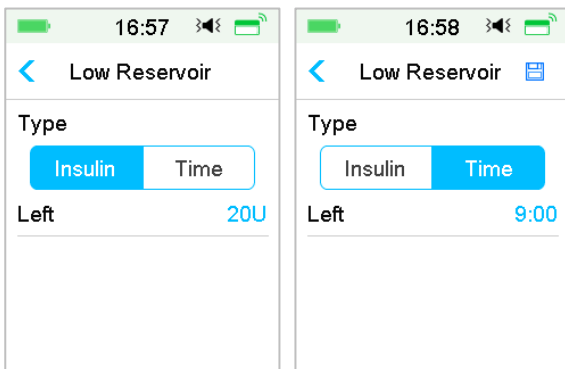 16:57
Low Reservoir
Type
Insulin Time
Left 20U
16:58
Low Reservoir
Type
Insulin Time
Left 9:00